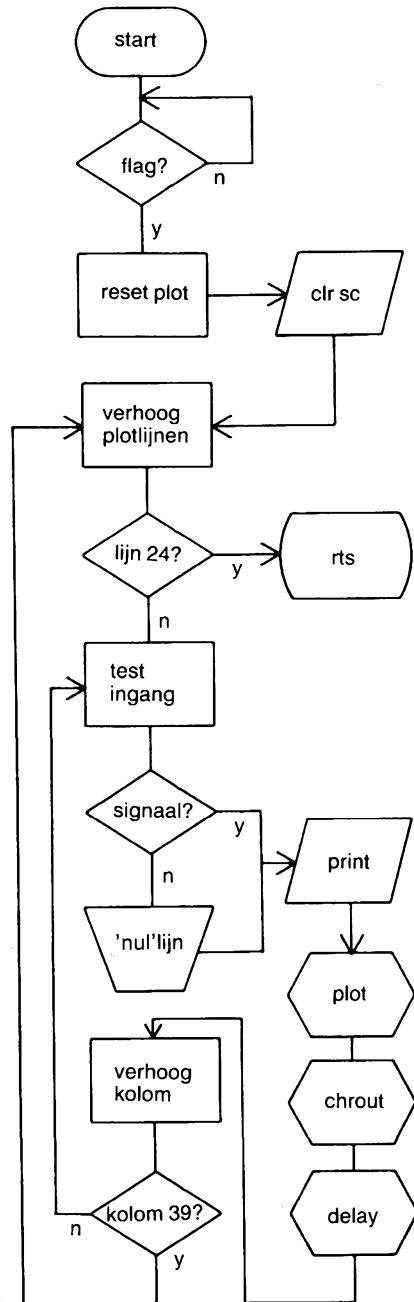 start
flag?
n
y
reset plot
clr sc
verhoog
plotlijnen
lijn 24?
y
rts
n
test
ingang
signaal?
y
n
print
'nul'lijn
plot
verhoog
kolom
chrout
kolom 39?
n
y
delay